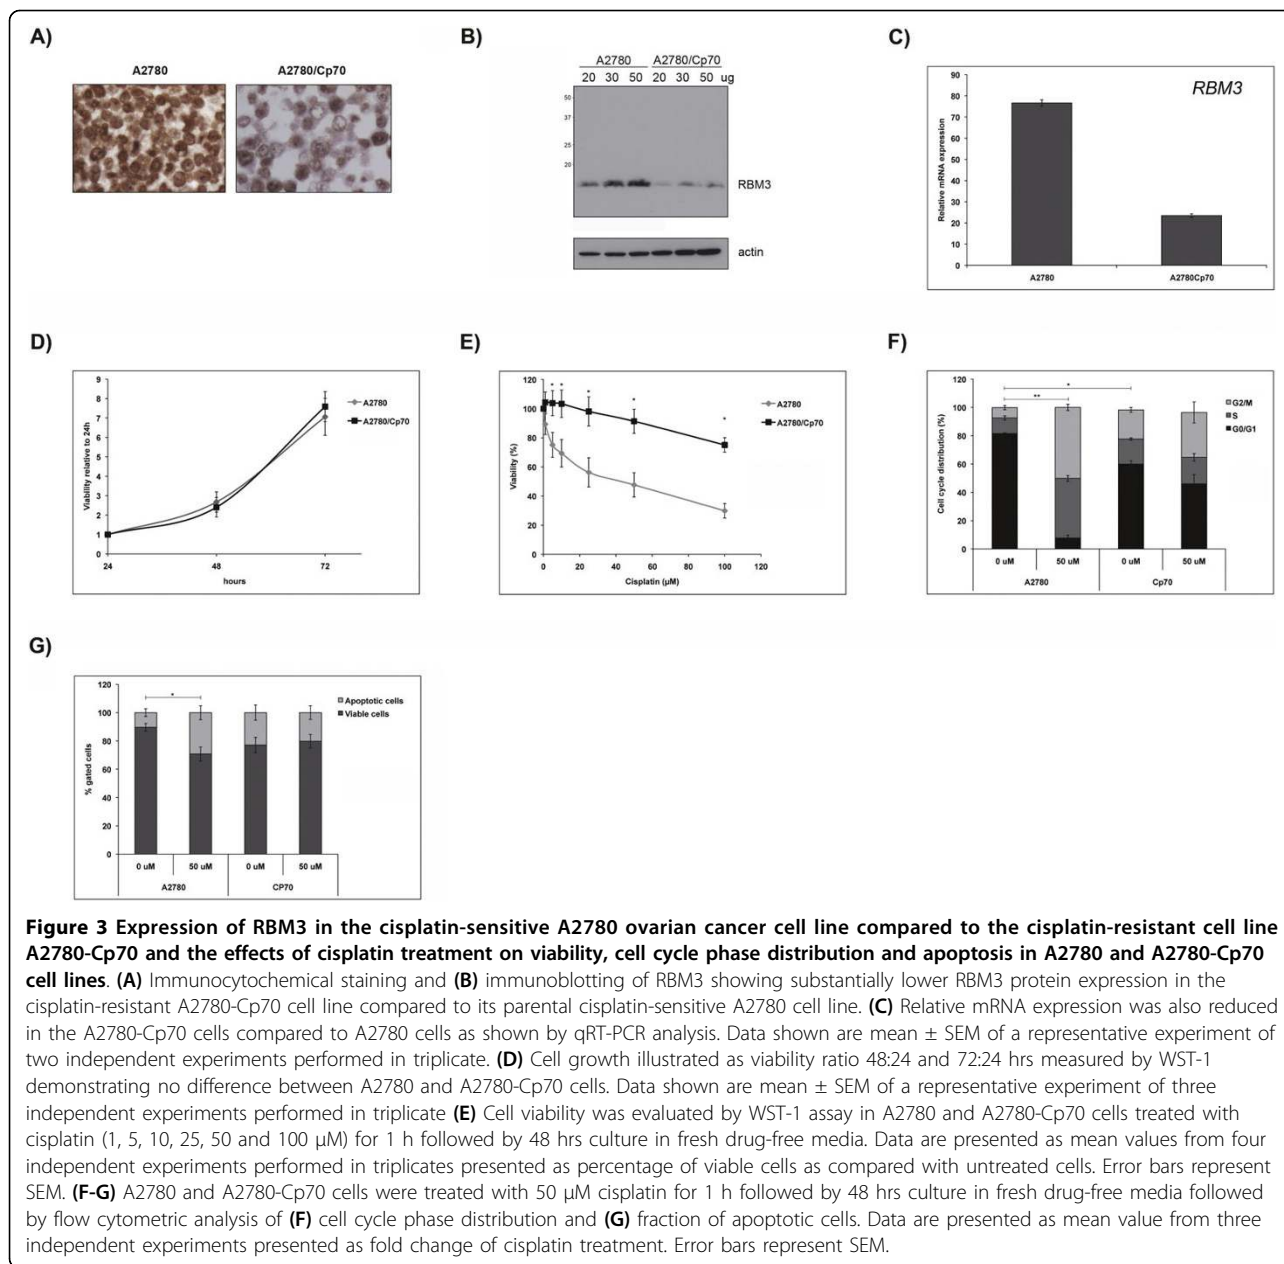 A)
A2780 A2780/Cp70
B)
A2780 A2780/Cp70
20 30 50 20 30 50 ug
50
37
25
20
RBM3
actin
C)
RBM3
Relative mRNA expression
90
80
70
60
50
40
30
20
10
0
A2780 A2780Cp70
D)
Viability relative to 24h
9
8
7
6
5
4
3
2
1
0
24 48 72
hours
A2780
A2780/Cp70
E)
Viability (%)
120
100
80
60
40
20
0
0 20 40 60 80 100 120
Cisplatin (µM)
* * * * *
A2780
A2780/Cp70
F)
Cell cycle distribution (%)
120
100
80
60
40
20
0
*
**
G2/M
S
G0/G1
0 uM 50 uM 0 uM 50 uM
A2780 Cp70
G)
% gated cells
120
100
80
60
40
20
0
*
Apoptotic cells
Viable cells
0 uM 50 uM 0 uM 50 uM
A2780 CP70
Figure 3 Expression of RBM3 in the cisplatin-sensitive A2780 ovarian cancer cell line compared to the cisplatin-resistant cell line
A2780-Cp70 and the effects of cisplatin treatment on viability, cell cycle phase distribution and apoptosis in A2780 and A2780-Cp70
cell lines. (A) Immunocytochemical staining and (B) immunoblotting of RBM3 showing substantially lower RBM3 protein expression in the
cisplatin-resistant A2780-Cp70 cell line compared to its parental cisplatin-sensitive A2780 cell line. (C) Relative mRNA expression was also reduced
in the A2780-Cp70 cells compared to A2780 cells as shown by qRT-PCR analysis. Data shown are mean ± SEM of a representative experiment of
two independent experiments performed in triplicate. (D) Cell growth illustrated as viability ratio 48:24 and 72:24 hrs measured by WST-1
demonstrating no difference between A2780 and A2780-Cp70 cells. Data shown are mean ± SEM of a representative experiment of three
independent experiments performed in triplicate (E) Cell viability was evaluated by WST-1 assay in A2780 and A2780-Cp70 cells treated with
cisplatin (1, 5, 10, 25, 50 and 100 µM) for 1 h followed by 48 hrs culture in fresh drug-free media. Data are presented as mean values from four
independent experiments performed in triplicates presented as percentage of viable cells as compared with untreated cells. Error bars represent
SEM. (F-G) A2780 and A2780-Cp70 cells were treated with 50 µM cisplatin for 1 h followed by 48 hrs culture in fresh drug-free media followed
by flow cytometric analysis of (F) cell cycle phase distribution and (G) fraction of apoptotic cells. Data are presented as mean value from three
independent experiments presented as fold change of cisplatin treatment. Error bars represent SEM.